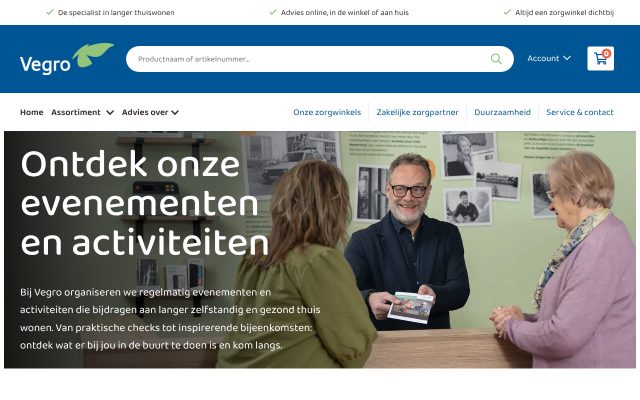 De specialist in langer thuiswonen
Advies online, in de winkel of aan huis
Altijd een zorgwinkel dichtbij
Vegro
Productnaam of artikelnummer...
Account
0
Home
Assortiment
Advies over
Onze zorgwinkels
Zakelijke zorgpartner
Duurzaamheid
Service & contact
Ontdek onze
evenementen
en activiteiten
Bij Vegro organiseren we regelmatig evenementen en
activiteiten die bijdragen aan langer zelfstandig en gezond thuis
wonen. Van praktische checks tot inspirerende bijeenkomsten:
ontdek wat er bij jou in de buurt te doen is en kom langs.